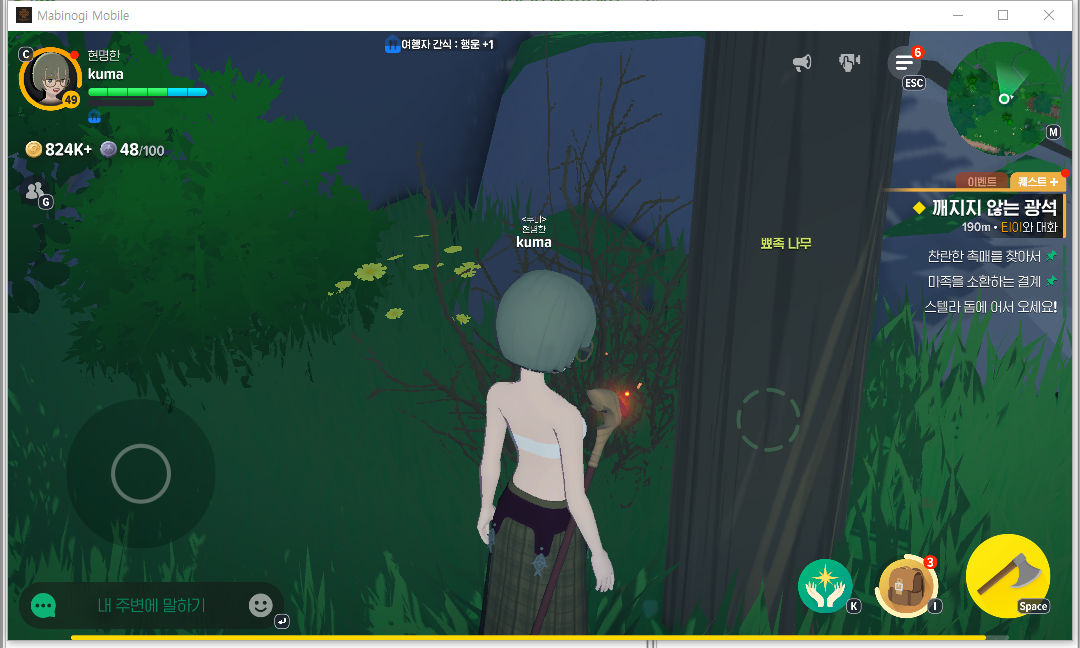 Mabinogi Mobile
C
현명한
kuma
49
여행자 간식 : 행운 +1
6
ESC
M
824K+
48/100
G
이벤트
퀘스트 +
깨지지 않는 광석
190m • 티이와 대화
찬란한 촉매를 찾아서
마족을 소환하는 결계
스텔라 돔에 어서 오세요!
현명한
kuma
뾰족 나무
내 주변에 말하기
K
3
I
Space